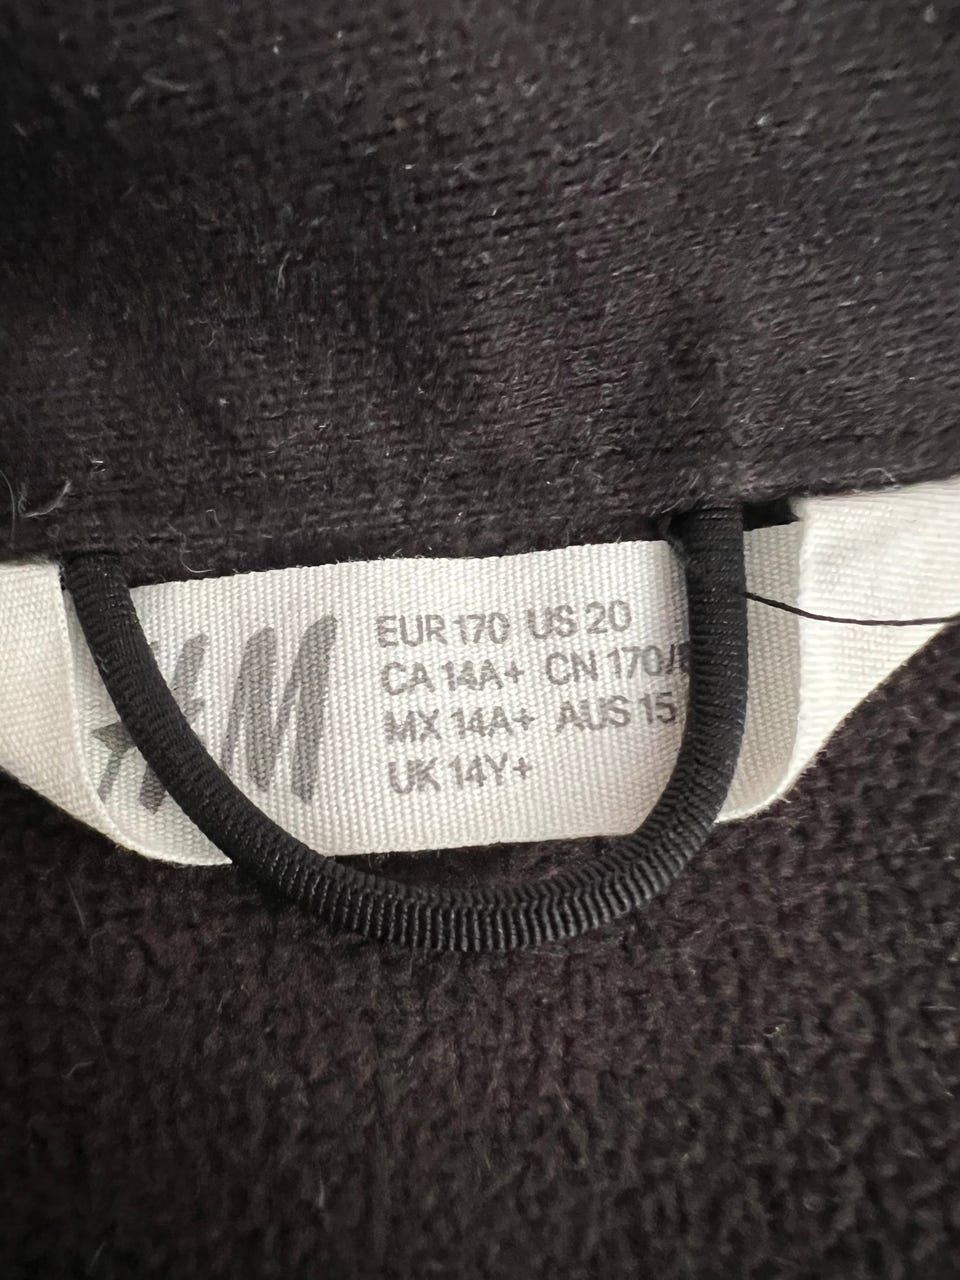 H&M
EUR 170 US 20
CA 14A+ CN 170/
MX 14A+ AUS 15
UK 14Y+